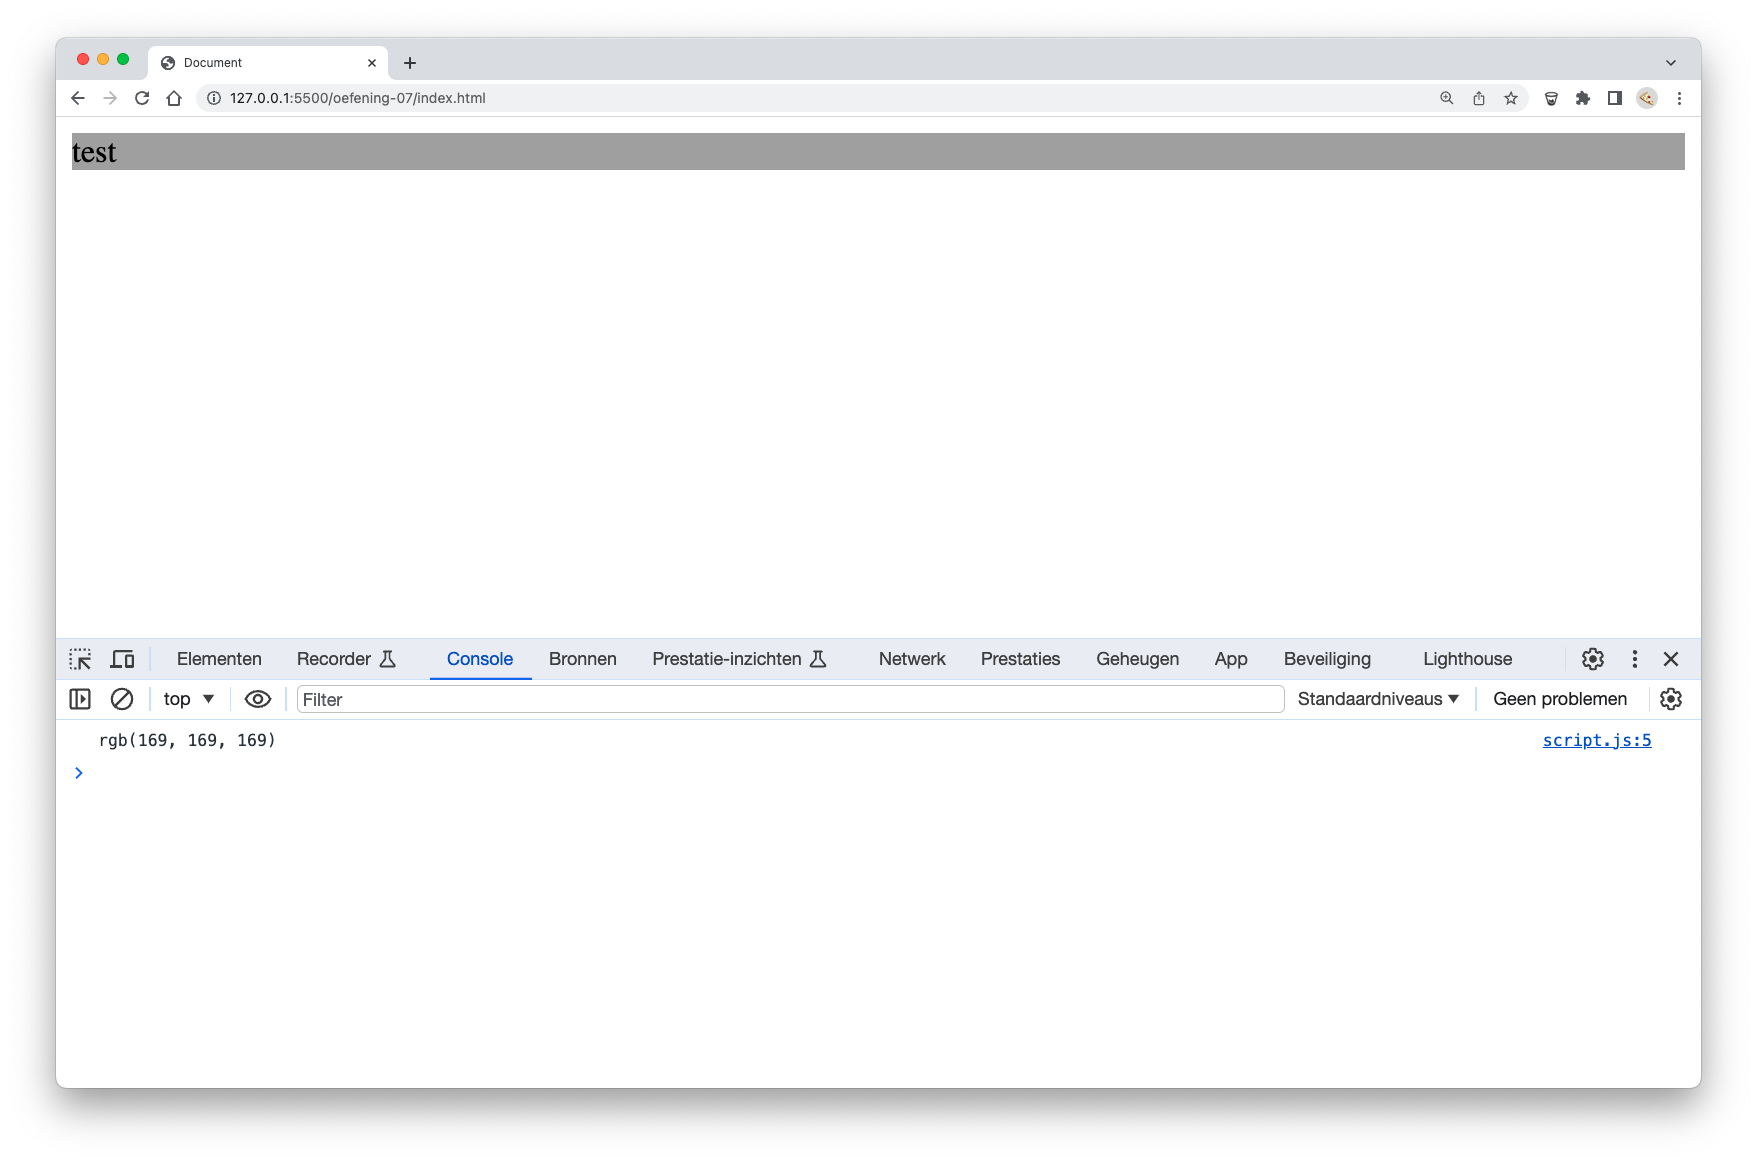 Document
127.0.0.1:5500/oefening-07/index.html
test
Elementen Recorder Console Bronnen Prestatie-inzichten Netwerk Prestaties Geheugen App Beveiliging Lighthouse
top Filter Standaardniveaus Geen problemen
rgb(169, 169, 169) script.js:5